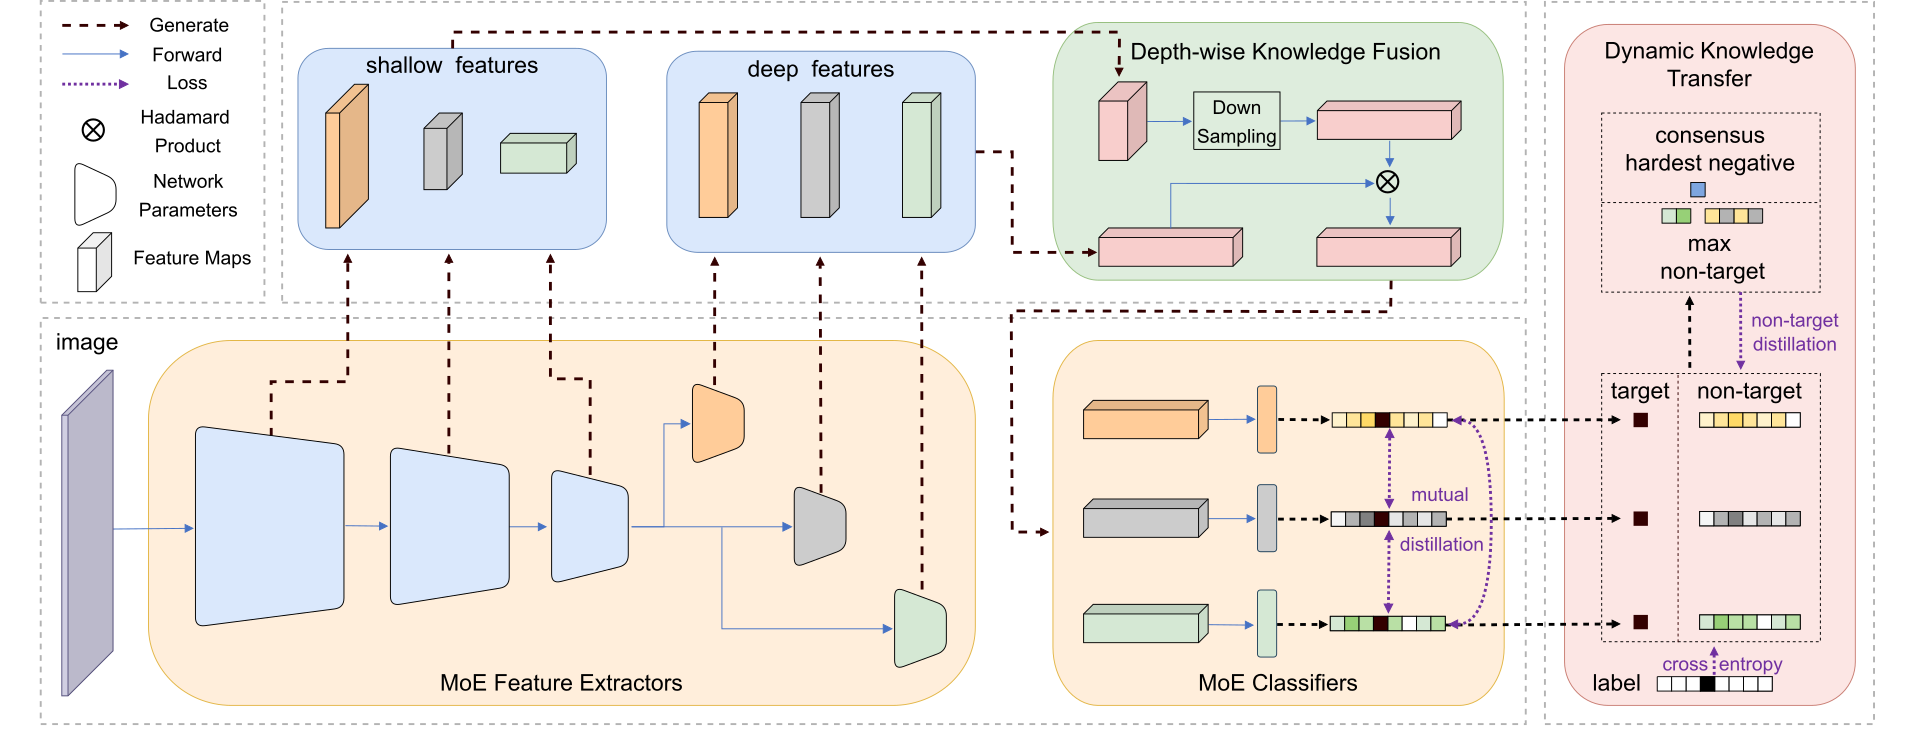 Generate
Forward
Loss
Hadamard
Product
Network
Parameters
Feature Maps
shallow features
deep features
Depth-wise Knowledge Fusion
Down
Sampling
Dynamic Knowledge
Transfer
consensus
hardest negative
max
non-target
non-target
distillation
target
non-target
cross entropy
label
image
MoE Feature Extractors
mutual
distillation
MoE Classifiers